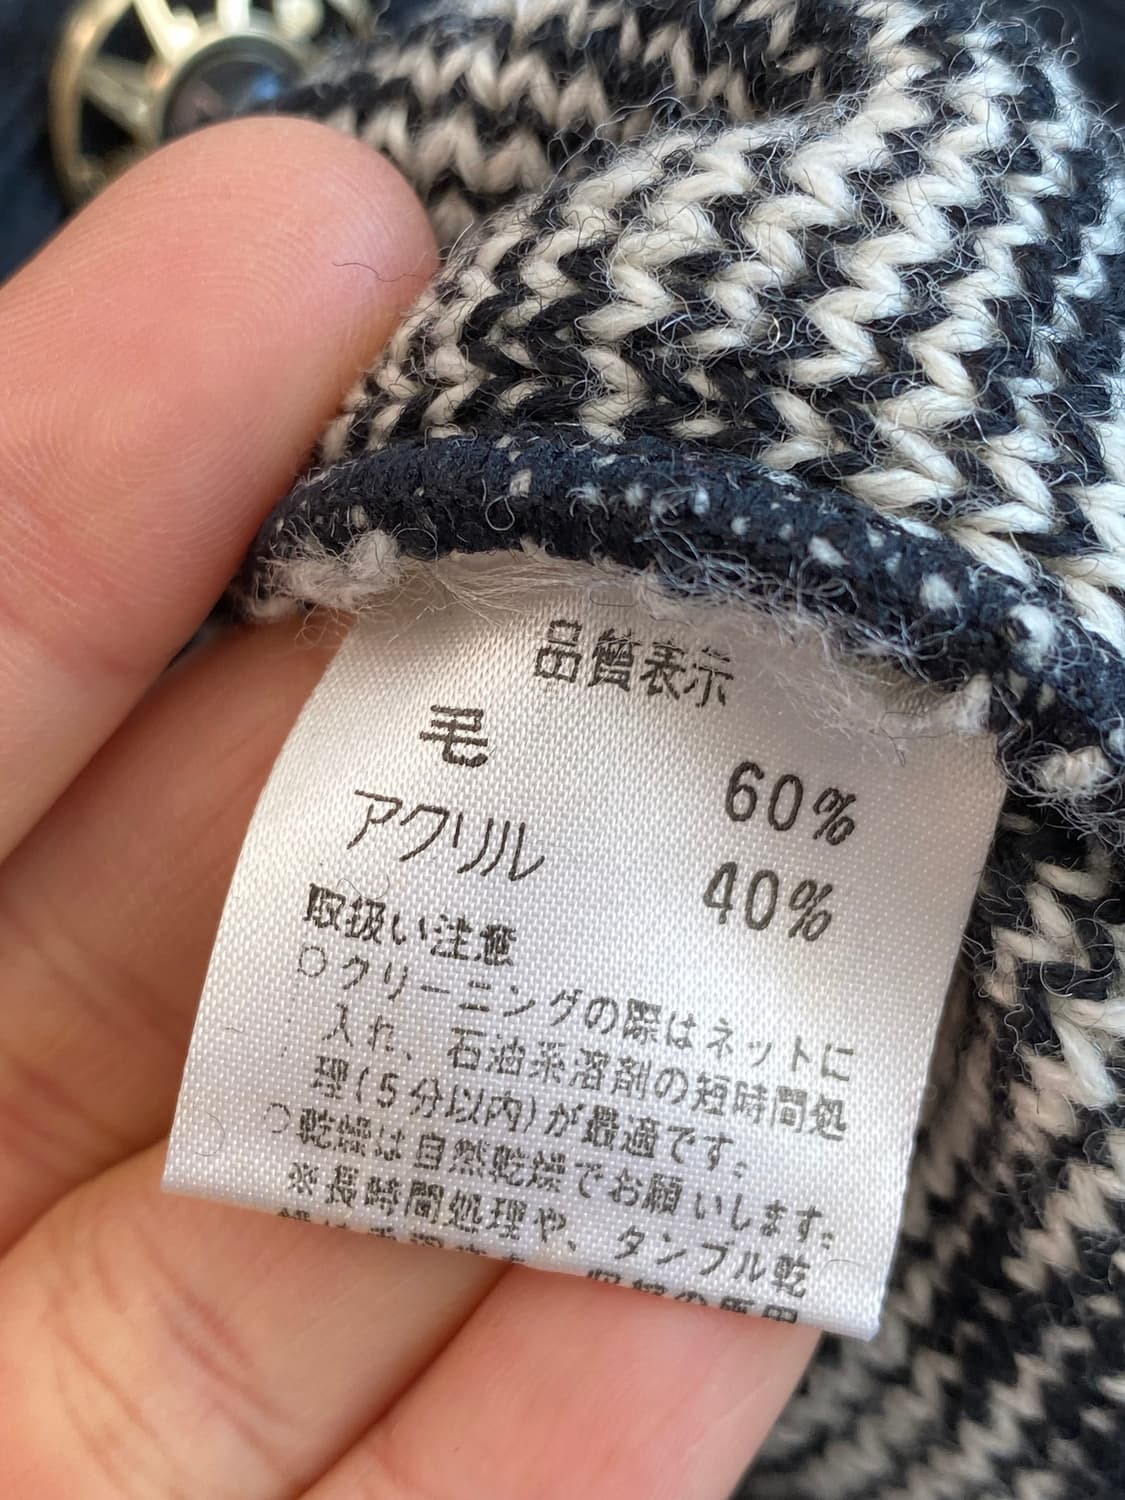 品質表示
毛 60%
アクリル 40%
取扱い注意
○クリーニングの際はネットに
入れ、石油系溶剤の短時間処
理(5分以内)が最適です。
○乾燥は自然乾燥でお願いします。
※長時間処理や、タンブル乾